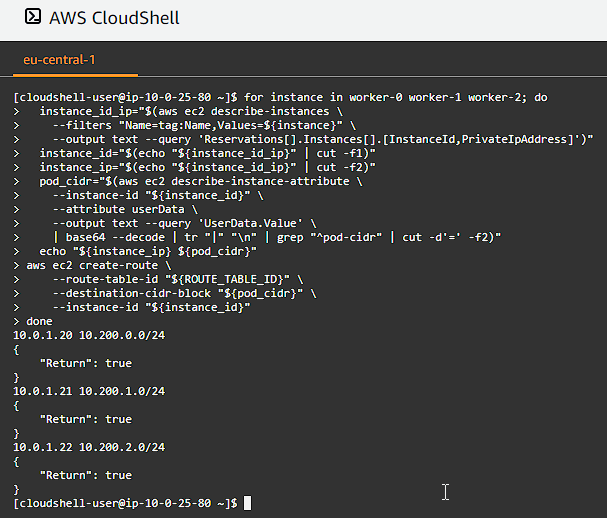 AWS CloudShell
eu-central-1
[cloudshell-user@ip-10-0-25-80 ~]$ for instance in worker-0 worker-1 worker-2; do
>   instance_id_ip="$(aws ec2 describe-instances \
>     --filters "Name=tag:Name,Values=${instance}" \
>     --output text --query 'Reservations[].Instances[].[InstanceId,PrivateIpAddress]')"
>   instance_id="$(echo "${instance_id_ip}" | cut -f1)"
>   instance_ip="$(echo "${instance_id_ip}" | cut -f2)"
>   pod_cidr="$(aws ec2 describe-instance-attribute \
>     --instance-id "${instance_id}" \
>     --attribute userData \
>     --output text --query 'UserData.Value' \
>     | base64 --decode | tr "|" "\n" | grep "^pod-cidr" | cut -d'=' -f2)"
>   echo "${instance_ip} ${pod_cidr}"
> aws ec2 create-route \
>     --route-table-id "${ROUTE_TABLE_ID}" \
>     --destination-cidr-block "${pod_cidr}" \
>     --instance-id "${instance_id}"
> done
10.0.1.20 10.200.0.0/24
{
    "Return": true
}
10.0.1.21 10.200.1.0/24
{
    "Return": true
}
10.0.1.22 10.200.2.0/24
{
    "Return": true
}
[cloudshell-user@ip-10-0-25-80 ~]$